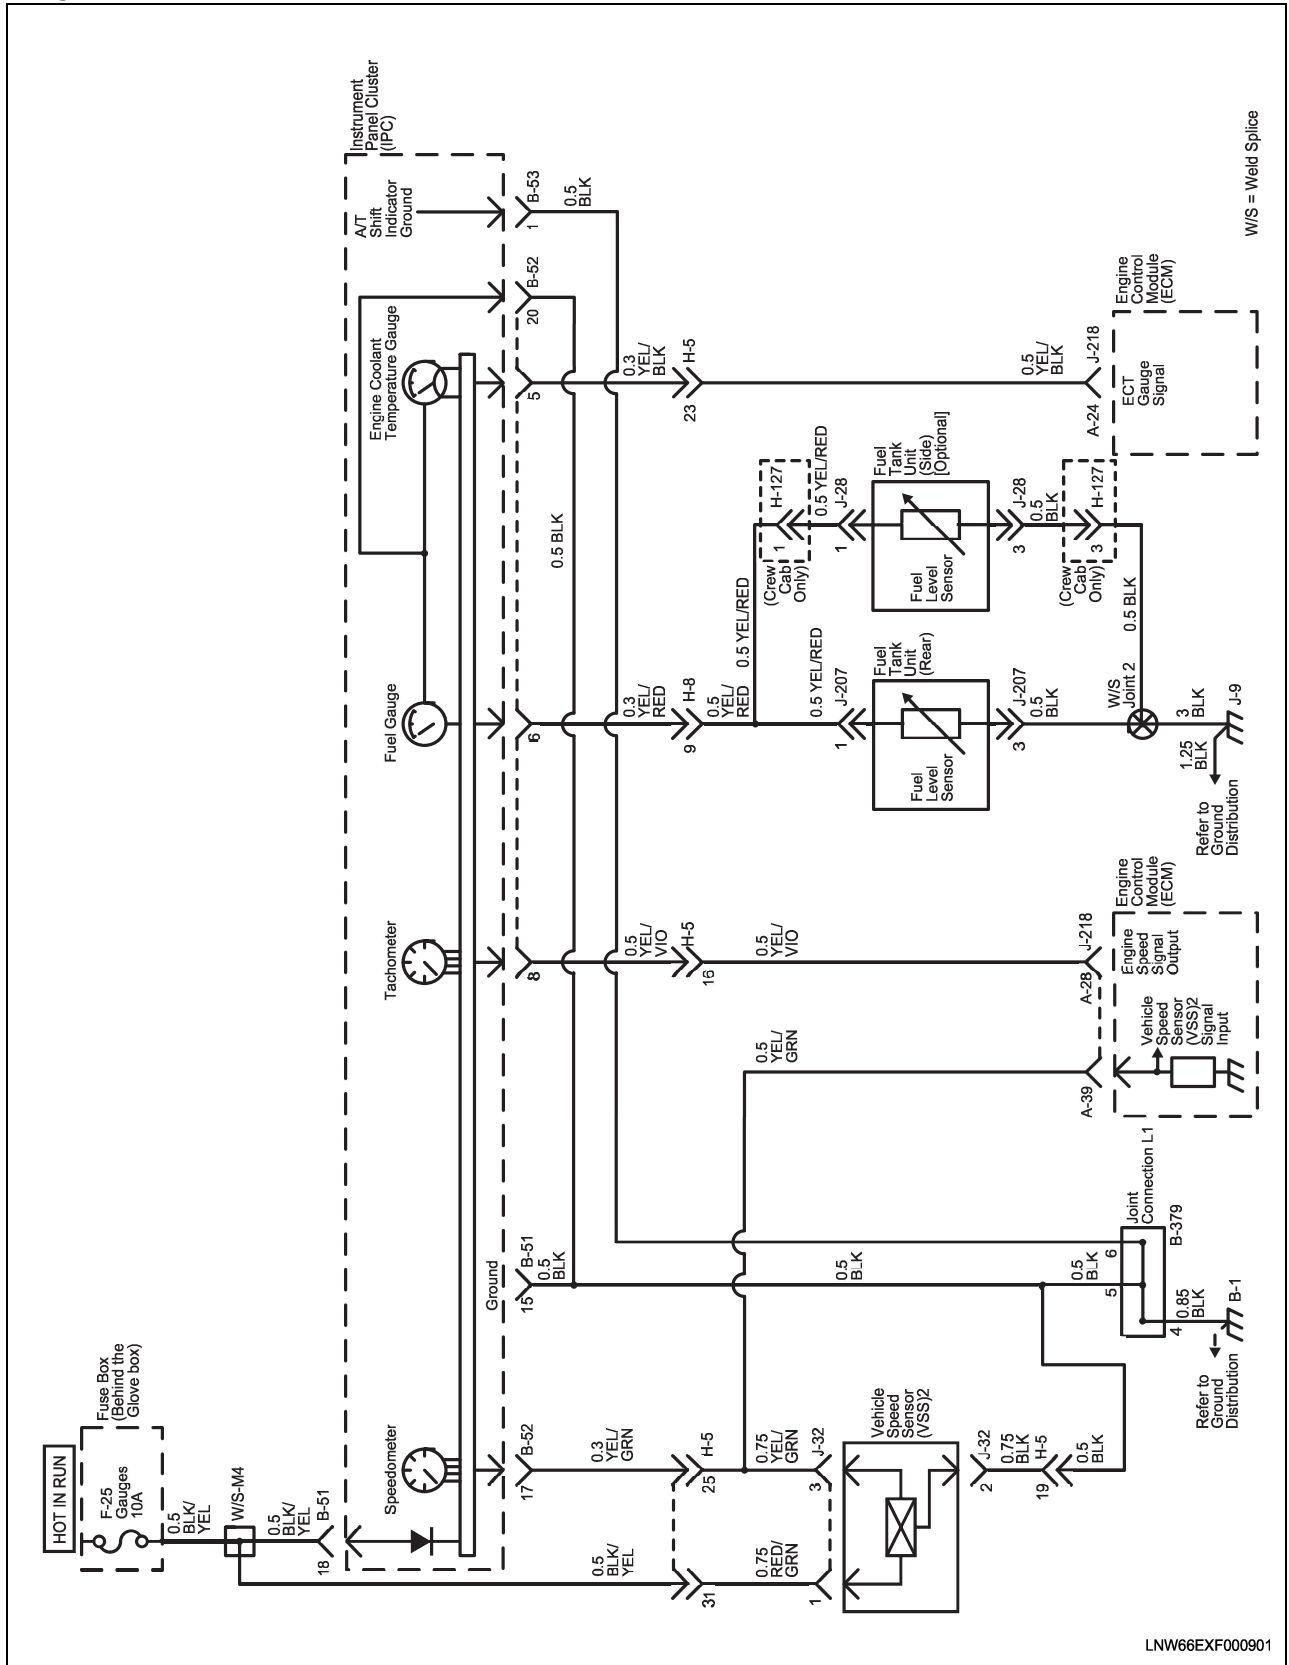 HOT IN RUN
Fuse Box
(Behind the
Glove box)
F-25
Gauges
10A
0.5
BLK/
YEL
W/S-M4
0.5
BLK/
YEL
18
B-51
Instrument
Panel Cluster
(IPC)
Speedometer
Tachometer
Fuel Gauge
Engine Coolant
Temperature Gauge
A/T
Shift
Indicator
Ground
Ground
17
B-52
15
B-51
0.5
BLK
8
6
5
20
B-52
1
B-53
0.5
BLK
0.5 BLK
0.5
BLK/
YEL
31
0.75
RED/
GRN
1
0.3
YEL/
GRN
H-5
25
0.75
YEL/
GRN
3
J-32
Vehicle
Speed
Sensor
(VSS)2
2
J-32
0.75
BLK
19
H-5
0.5
BLK
0.5
BLK
0.5
BLK
5
6
4
Joint
Connection L1
B-379
0.85
BLK
B-1
Refer to
Ground
Distribution
0.5
YEL/
GRN
A-39
0.5
YEL/
VIO
H-5
16
0.5
YEL/
VIO
A-28
J-218
Engine
Control
Module
(ECM)
Engine
Speed
Signal
Output
Vehicle
Speed
Sensor
(VSS)2
Signal
Input
0.3
YEL/
RED
H-8
9
0.5
YEL/
RED
0.5 YEL/RED
0.5 YEL/RED
1
J-207
Fuel
Tank
Unit
(Rear)
Fuel
Level
Sensor
3
J-207
0.5
BLK
W/S
Joint 2
3
BLK
1.25
BLK
J-9
Refer to
Ground
Distribution
(Crew
Cab
Only)
1
H-127
0.5 YEL/RED
1
J-28
Fuel
Tank
Unit
(Side)
[Optional]
Fuel
Level
Sensor
3
J-28
0.5
BLK
(Crew
Cab
Only)
3
H-127
0.5 BLK
0.3
YEL/
BLK
H-5
23
0.5
YEL/
BLK
A-24
J-218
Engine
Control
Module
(ECM)
ECT
Gauge
Signal
W/S = Weld Splice
LNW66EXF000901